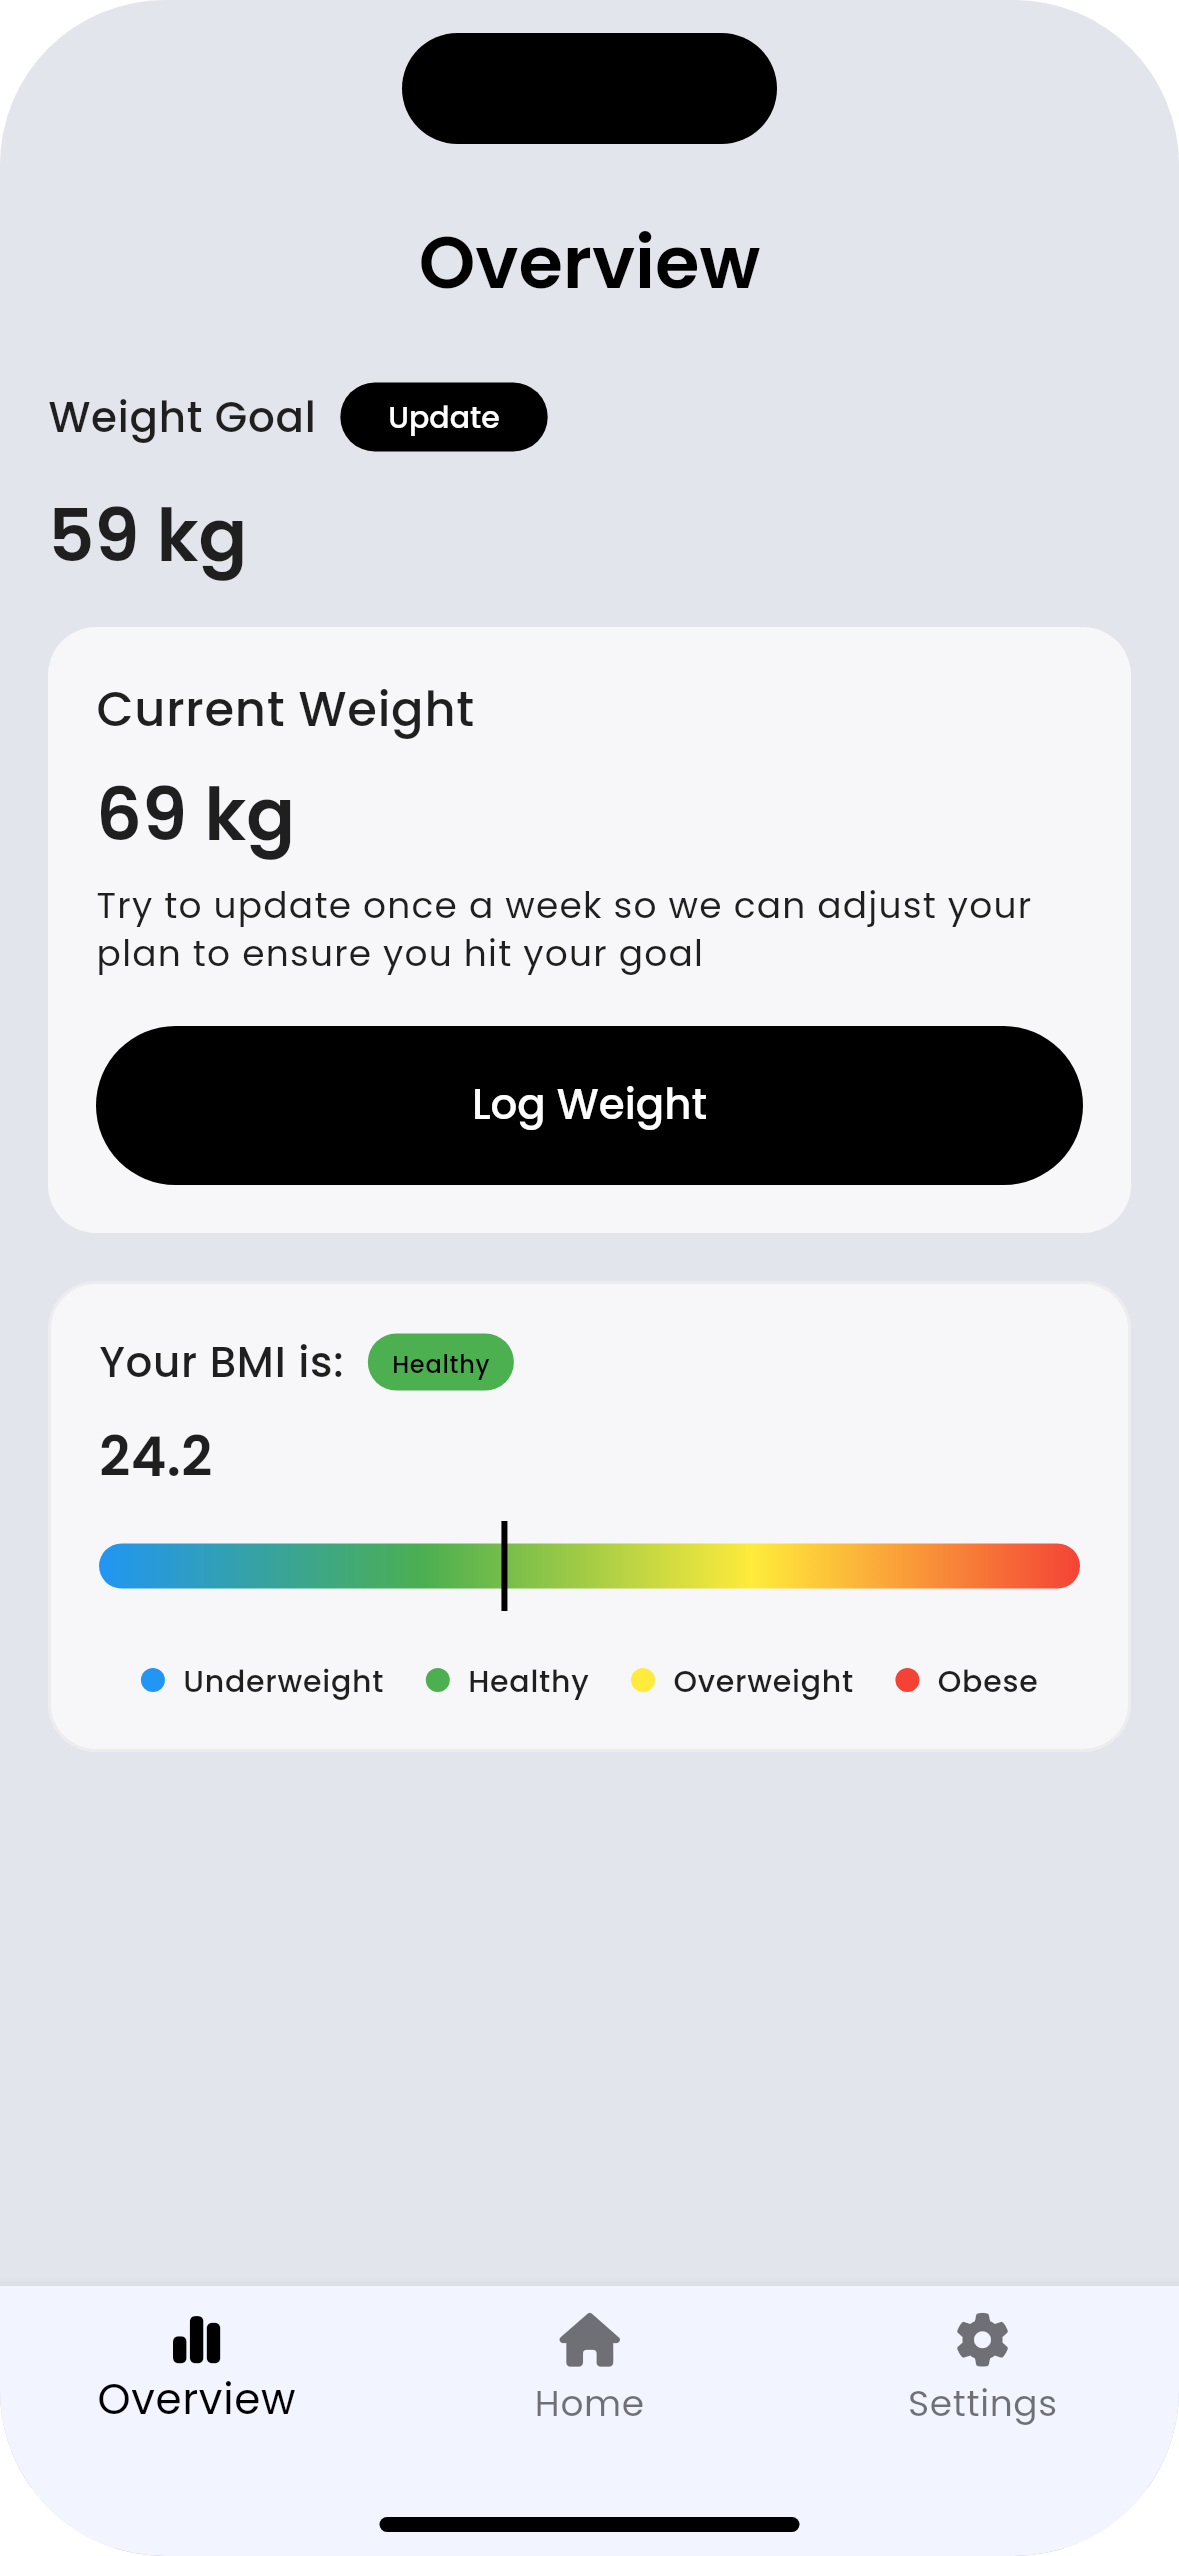 Overview
Weight Goal
Update
59 kg
Current Weight
69 kg
Try to update once a week so we can adjust your
plan to ensure you hit your goal
Log Weight
Your BMI is:
Healthy
24.2
Underweight
Healthy
Overweight
Obese
Overview
Home
Settings